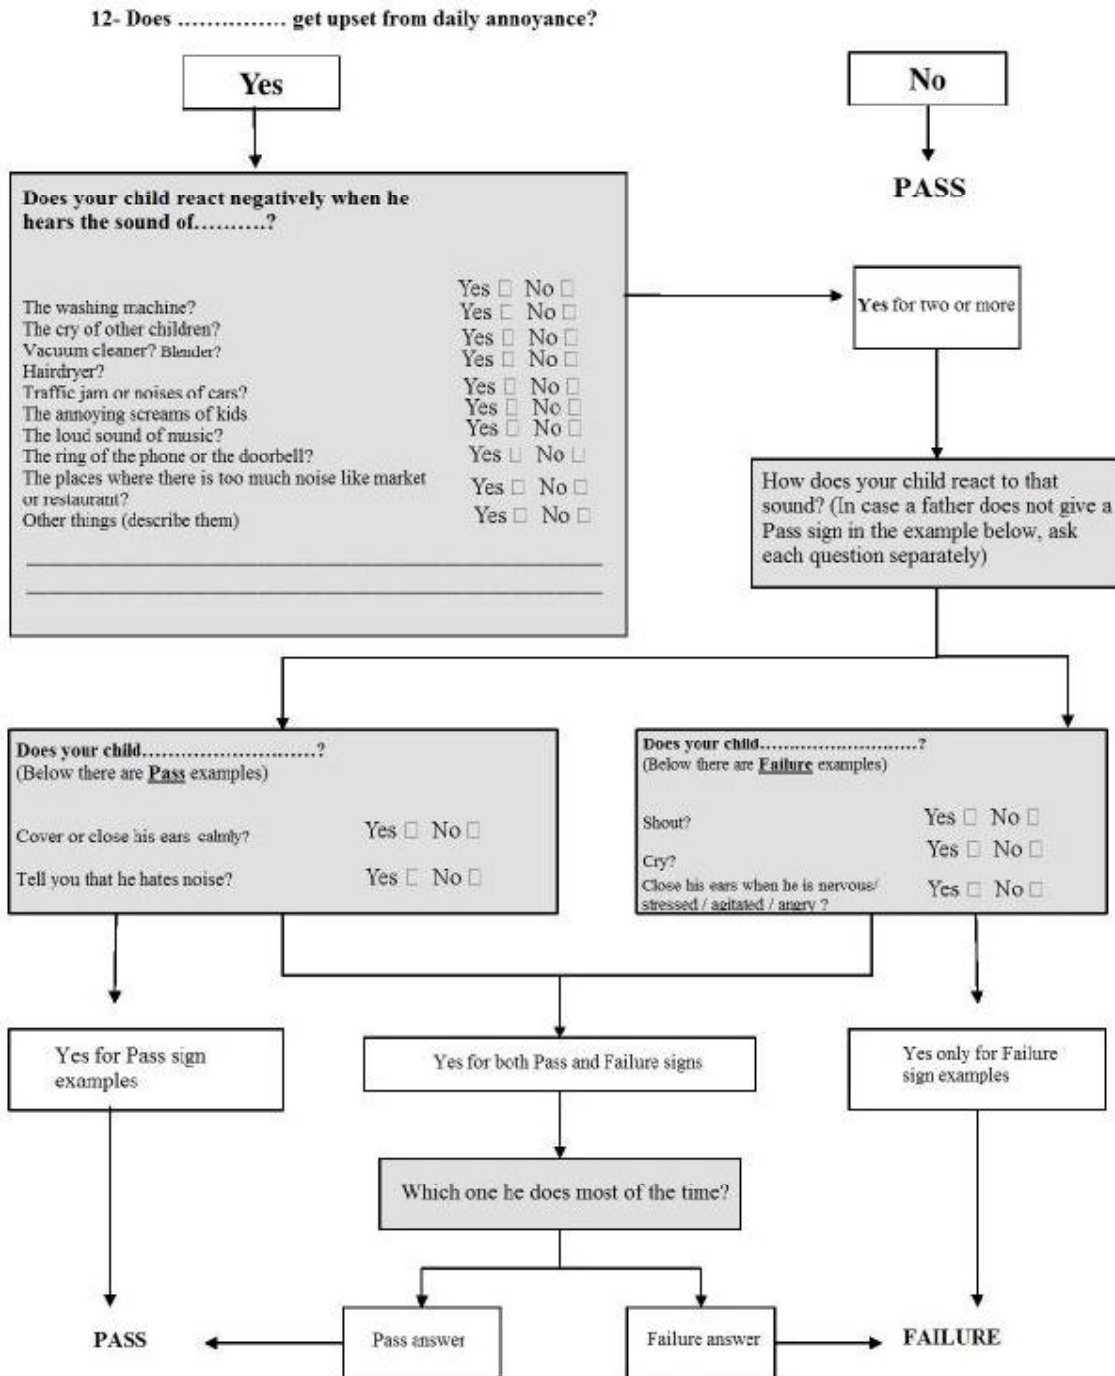 12- Does …………… get upset from daily annoyance?
Yes
No
PASS
Does your child react negatively when he
hears the sound of……….?
Yes □ No □
The washing machine?
Yes □ No □
The cry of other children?
Yes □ No □
Vacuum cleaner? Blender?
Yes □ No □
Hairdryer?
Yes □ No □
Traffic jam or noises of cars?
Yes □ No □
The annoying screams of kids
Yes □ No □
The loud sound of music?
Yes □ No □
The ring of the phone or the doorbell?
The places where there is too much noise like market
or restaurant?
Yes □ No □
Other things (describe them)
Yes □ No □
Yes for two or more
How does your child react to that
sound? (In case a father does not give a
Pass sign in the example below, ask
each question separately)
Does your child………………………?
(Below there are Pass examples)
Cover or close his ears calmly? Yes □ No □
Tell you that he hates noise? Yes □ No □
Does your child……………………?
(Below there are Failure examples)
Shout? Yes □ No □
Cry? Yes □ No □
Close his ears when he is nervous/ Yes □ No □
stressed / agitated / angry ?
Yes for Pass sign
examples
Yes for both Pass and Failure signs
Yes only for Failure
sign examples
Which one he does most of the time?
PASS
Pass answer
Failure answer
FAILURE